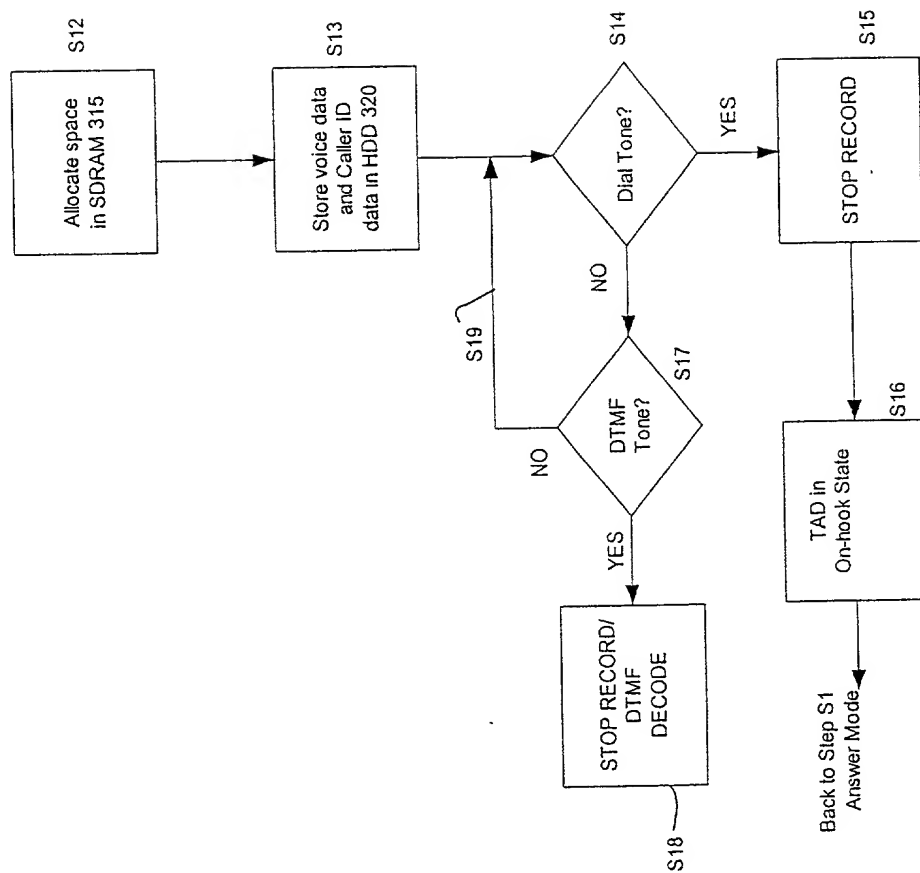 S12
Allocate space
in SDRAM 315
S13
Store voice data
and Caller ID
data in HDD 320
S14
Dial Tone?
YES
NO
S15
STOP RECORD
S19
S17
DTMF
Tone?
NO
YES
S16
TAD in
On-hook State
STOP RECORD/
DTMF
DECODE
S18
Back to Step S1
Answer Mode